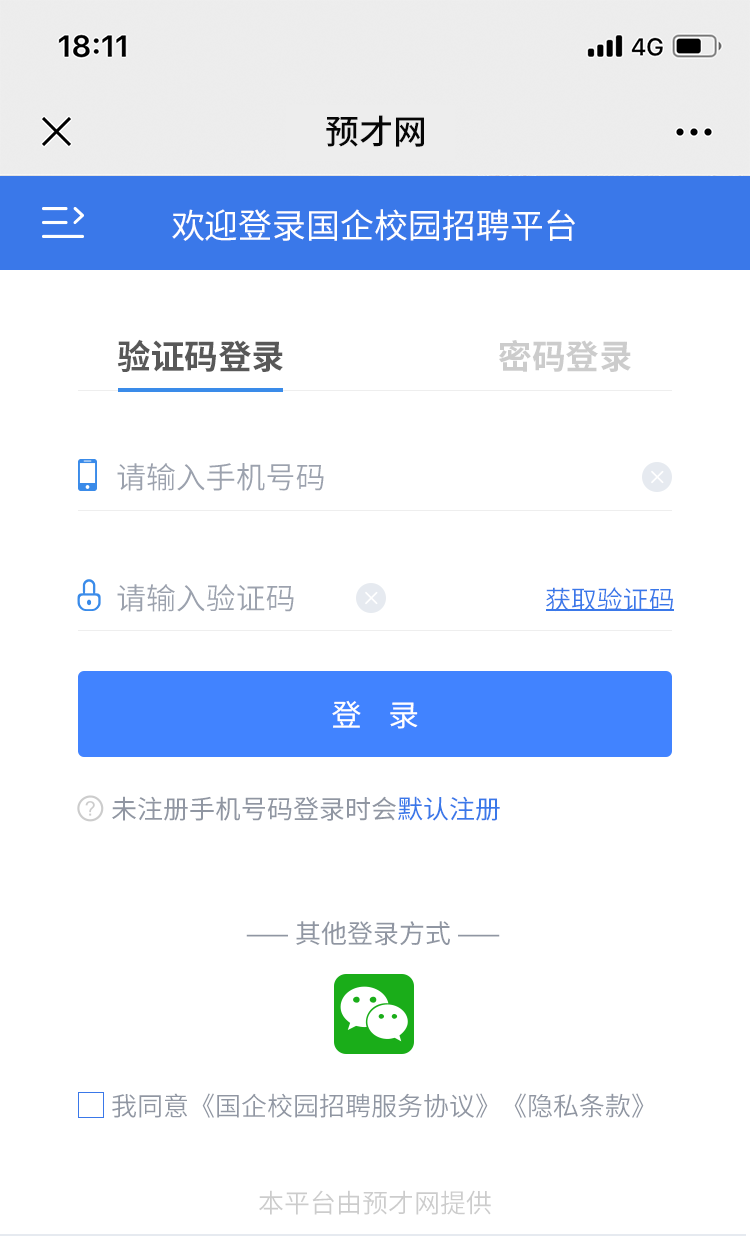 18:11 4G
预才网
欢迎登录国企校园招聘平台
验证码登录 密码登录
请输入手机号码
请输入验证码 获取验证码
登 录
未注册手机号码登录时会默认注册
其他登录方式
我同意《国企校园招聘服务协议》《隐私条款》
本平台由预才网提供